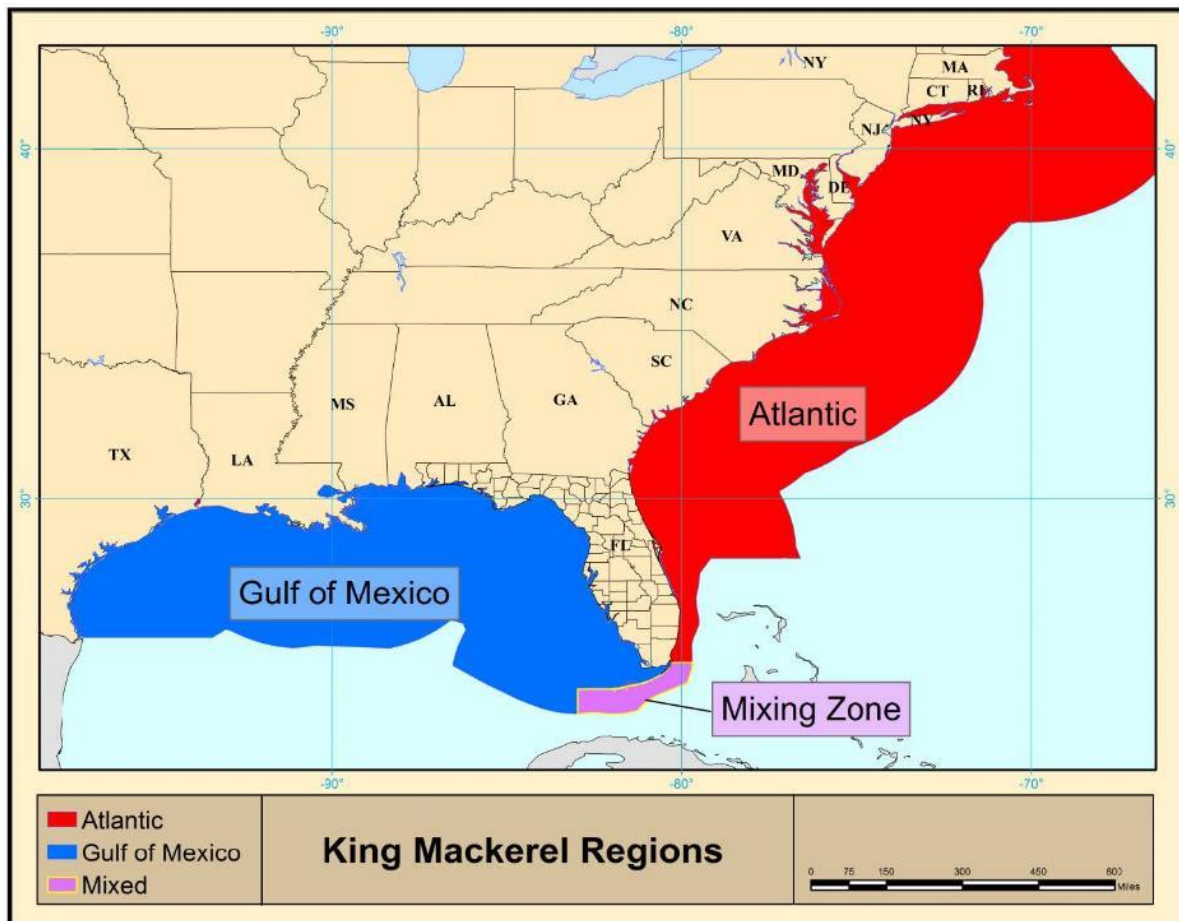 -90°
-80°
-70°
NY
MA
CT
RI
NY
NJ
40°
40°
MD
DE
VA
NC
SC
MS
AL
GA
Atlantic
TX
LA
30°
30°
FL
Gulf of Mexico
Mixing Zone
-90°
-80°
-70°
Atlantic
Gulf of Mexico
Mixed
King Mackerel Regions
0 75 150 300 450 600
Miles